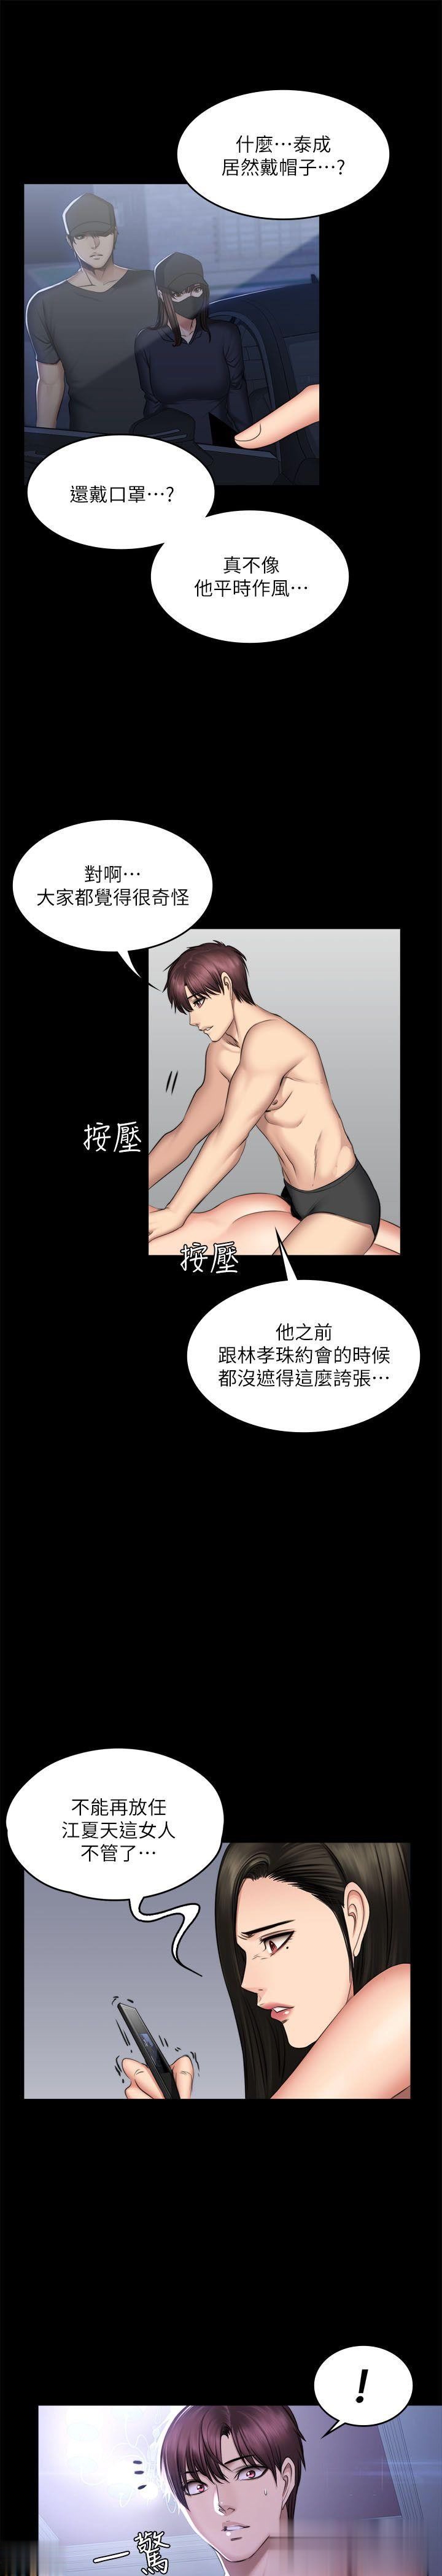 什麼⋯泰成
居然戴帽子⋯?
還戴口罩⋯?
真不像
他平時作風⋯
對啊⋯
大家都覺得很奇怪
按壓
按壓
他之前
跟林孝珠約會的時候
都沒遮得這麼誇張⋯
不能再放任
江夏天這女人
不管了⋯
!
一驚